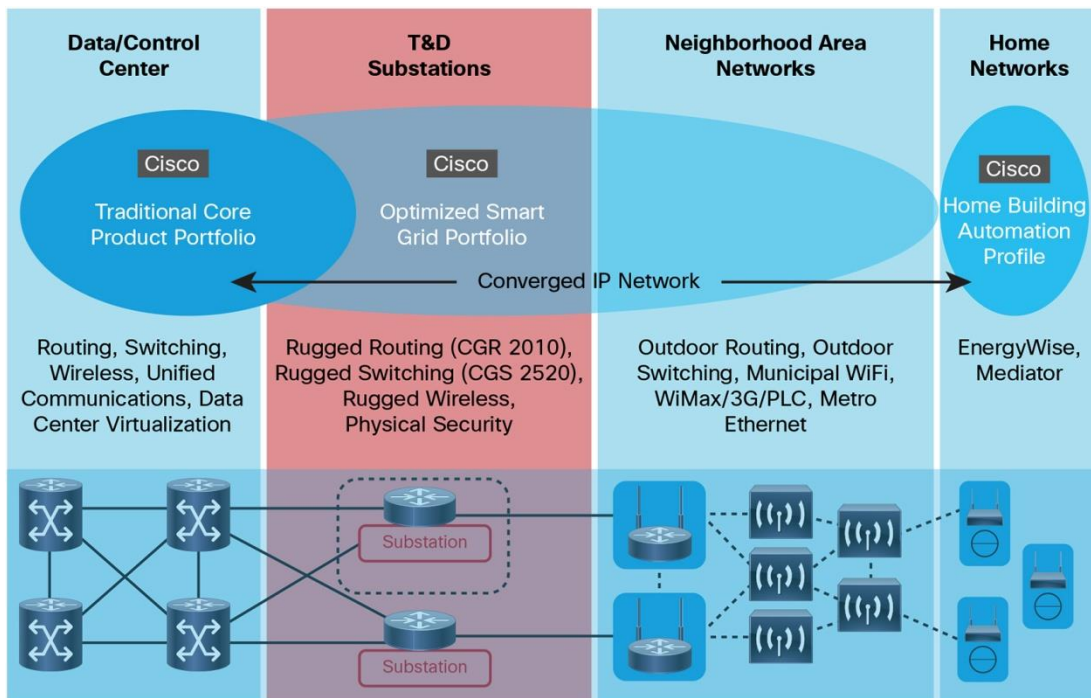 Data/Control
Center
T&D
Substations
Neighborhood Area
Networks
Home
Networks
Cisco
Traditional Core
Product Portfolio
Cisco
Optimized Smart
Grid Portfolio
Cisco
Home Building
Automation
Profile
Converged IP Network
Routing, Switching,
Wireless, Unified
Communications, Data
Center Virtualization
Rugged Routing (CGR 2010),
Rugged Switching (CGS 2520),
Rugged Wireless,
Physical Security
Outdoor Routing, Outdoor
Switching, Municipal WiFi,
WiMax/3G/PLC, Metro
Ethernet
EnergyWise,
Mediator
Substation
Substation